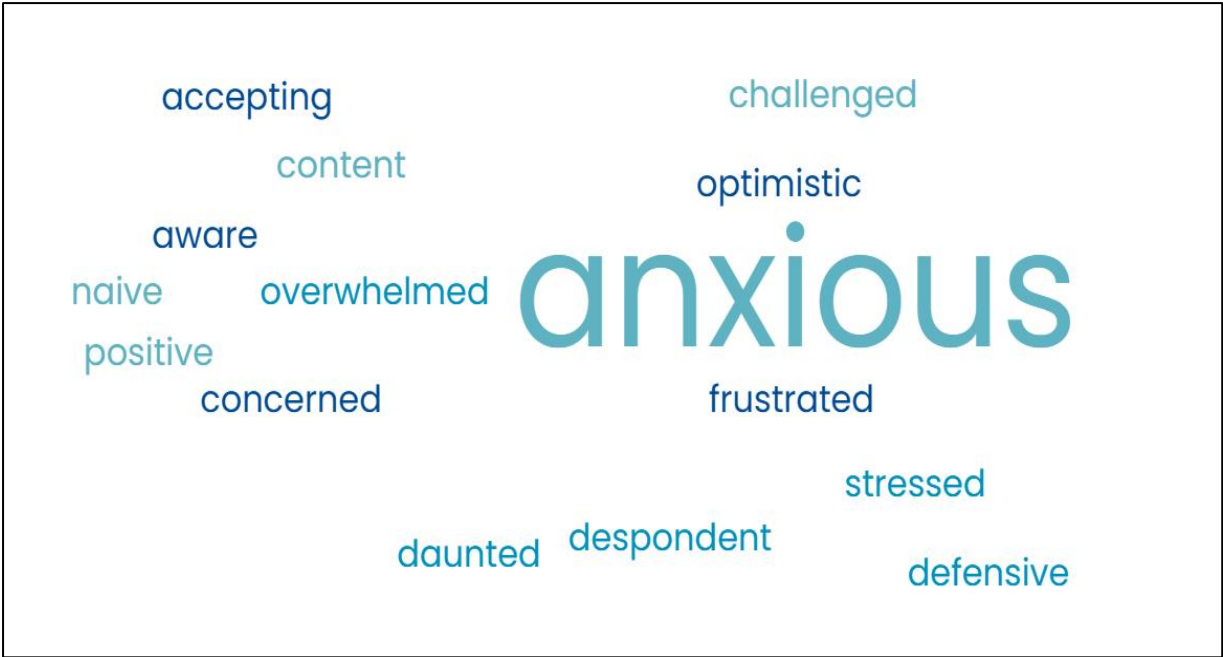 accepting
challenged
content
optimistic
aware
naive
overwhelmed
anxious
positive
concerned
frustrated
stressed
daunted
despondent
defensive